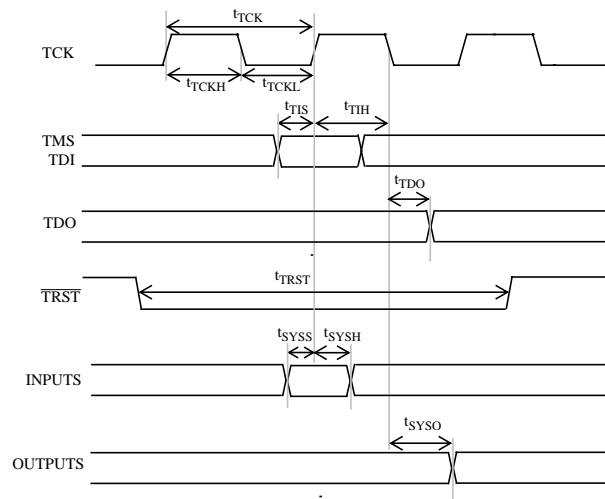 tTCK
TCK
tTCKH
tTCKL
tTIS
tTIH
TMS
TDI
tTDO
TDO
tTRST
TRST
tSYSS
tSYSH
INPUTS
tSYSO
OUTPUTS